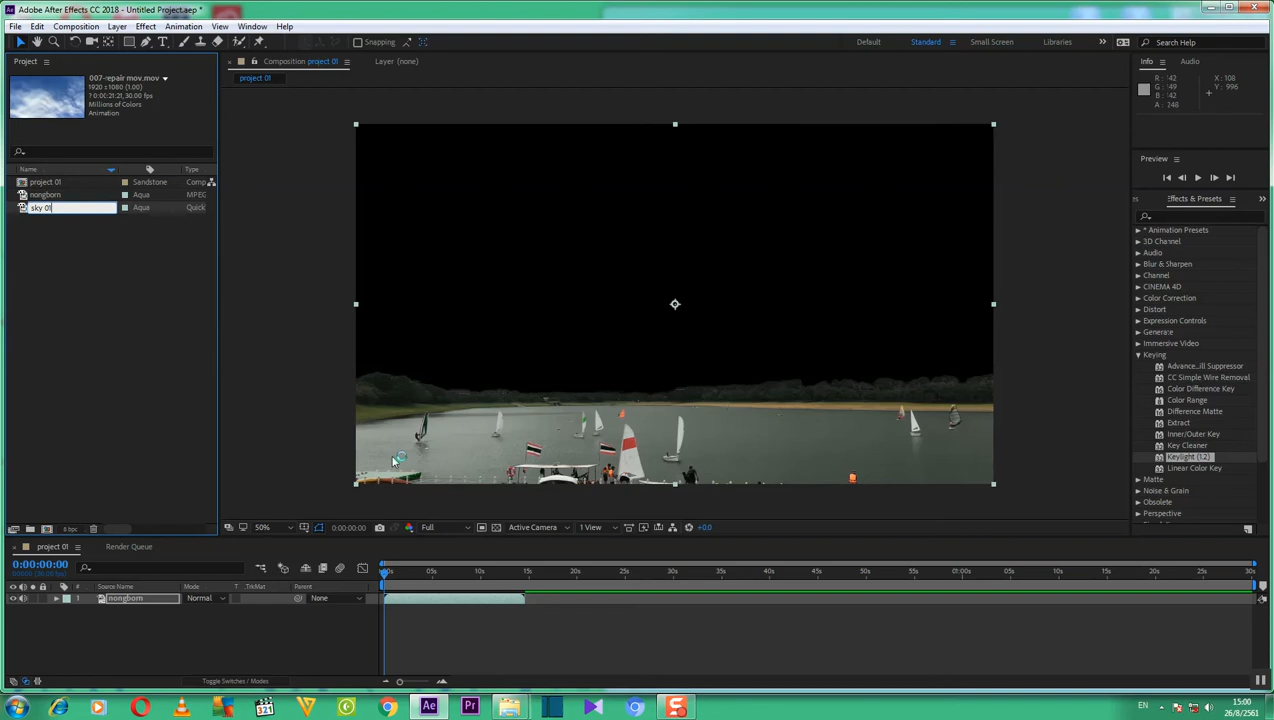 Adobe After Effects CC 2018 - Untitled Project.aep *
File Edit Composition Layer Effect Animation View Window Help
Snapping
Default Standard Small Screen Libraries Search Help
Project
Composition project 01 Layer (none)
project 01
007-repair mov.mov
1920 x1080 (1.00)
? 0:00:21:21, 30.00 fps
Millions of Colors
Animation
Name Type
project 01 Sandstone Comp
nongborn Aqua MPEG
sky 01 Aqua Quick
8 bpc
50% 0:00:00:00 Full Active Camera 1 View +0.0
Info Audio
R : 142 X : 108
G : 149 Y : 996
B : 142
A : 248
Preview
Effects & Presets
* Animation Presets
3D Channel
Audio
Blur & Sharpen
Channel
CINEMA 4D
Color Correction
Distort
Expression Controls
Generate
Immersive Video
Keying
Advance...ill Suppressor
CC Simple Wire Removal
Color Difference Key
Color Range
Difference Matte
Extract
Inner/Outer Key
Key Cleaner
Keylight (1.2)
Linear Color Key
Matte
Noise & Grain
Obsolete
Perspective
project 01 Render Queue
0:00:00:00
# Source Name Mode T .TrkMat Parent
1 nongborn Normal None
05s 10s 15s 20s 25s 30s 35s 40s 45s 50s 55s 01:00s 05s 10s 15s 20s 25s 30s
Toggle Switches / Modes
EN 15:00
26/8/2561